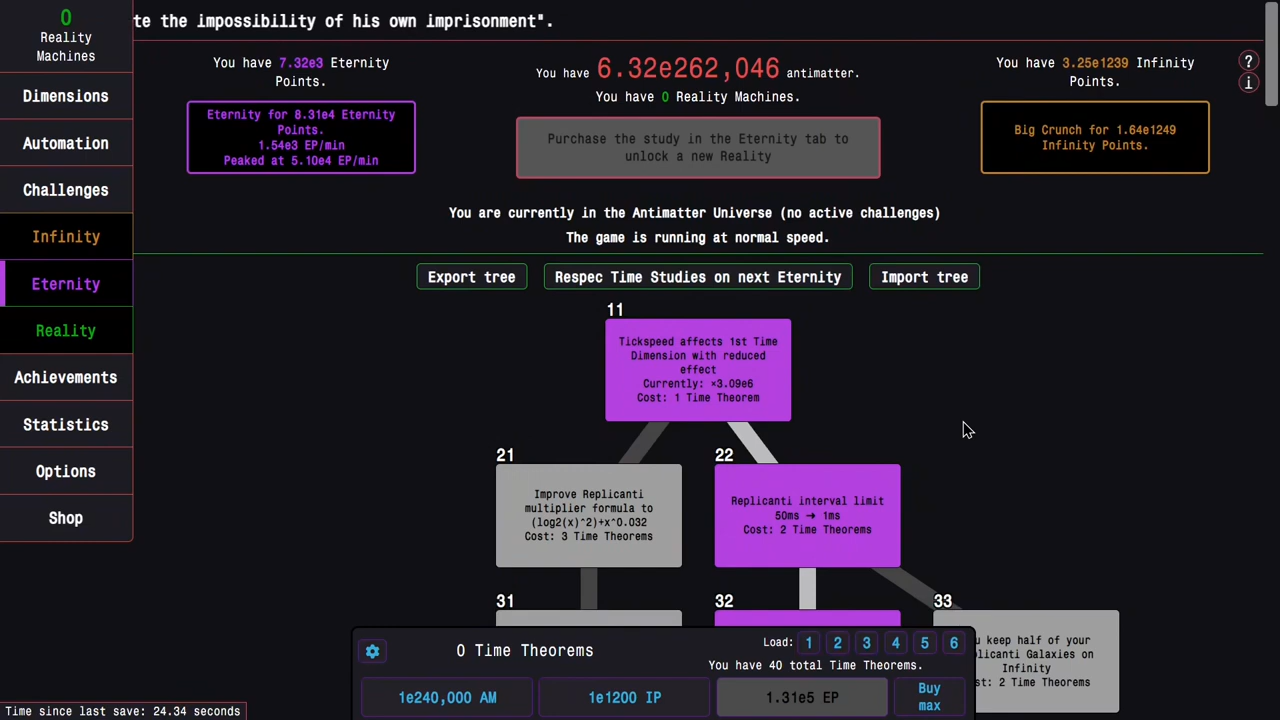 0
Reality
Machines
te the impossibility of his own imprisonment".
Dimensions
Automation
Challenges
Infinity
Eternity
Reality
Achievements
Statistics
Options
Shop
You have 7.32e3 Eternity
Points.
Eternity for 8.31e4 Eternity
Points.
1.54e3 EP/min
Peaked at 5.10e4 EP/min
You have 6.32e262,046 antimatter.
You have 0 Reality Machines.
Purchase the study in the Eternity tab to
unlock a new Reality
You have 3.25e1239 Infinity
Points.
Big Crunch for 1.64e1249
Infinity Points.
?
i
You are currently in the Antimatter Universe (no active challenges)
The game is running at normal speed.
Export tree
Respec Time Studies on next Eternity
Import tree
11
Tickspeed affects 1st Time
Dimension with reduced
effect
Currently: ×3.09e6
Cost: 1 Time Theorem
21
Improve Replicanti
multiplier formula to
(log2(x)^2)+x^0.032
Cost: 3 Time Theorems
22
Replicanti interval limit
50ms → 1ms
Cost: 2 Time Theorems
31
32
33
keep half of your
Galaxies on
Infinity
2 Time Theorems
0 Time Theorems
Load: 1 2 3 4 5 6
You have 40 total Time Theorems.
1e240,000 AM
1e1200 IP
1.31e5 EP
Buy
max
Time since last save: 24.34 seconds